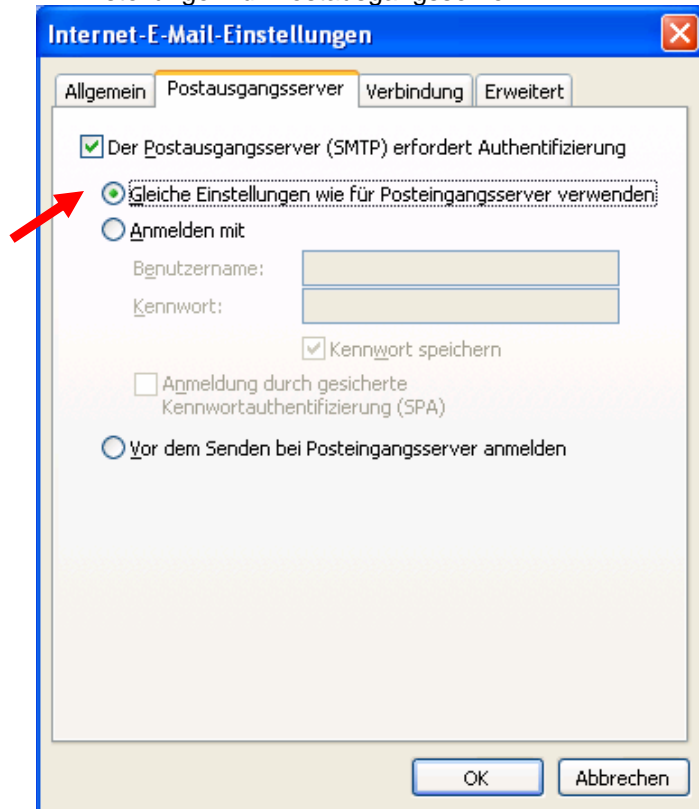 Internet-E-Mail-Einstellungen
Allgemein Postausgangsserver Verbindung Erweitert
Der Postausgangsserver (SMTP) erfordert Authentifizierung
Gleiche Einstellungen wie für Posteingangsserver verwenden
Anmelden mit
Benutzername:
Kennwort:
Kennwort speichern
Anmeldung durch gesicherte
Kennwortauthentifizierung (SPA)
Vor dem Senden bei Posteingangsserver anmelden
OK Abbrechen